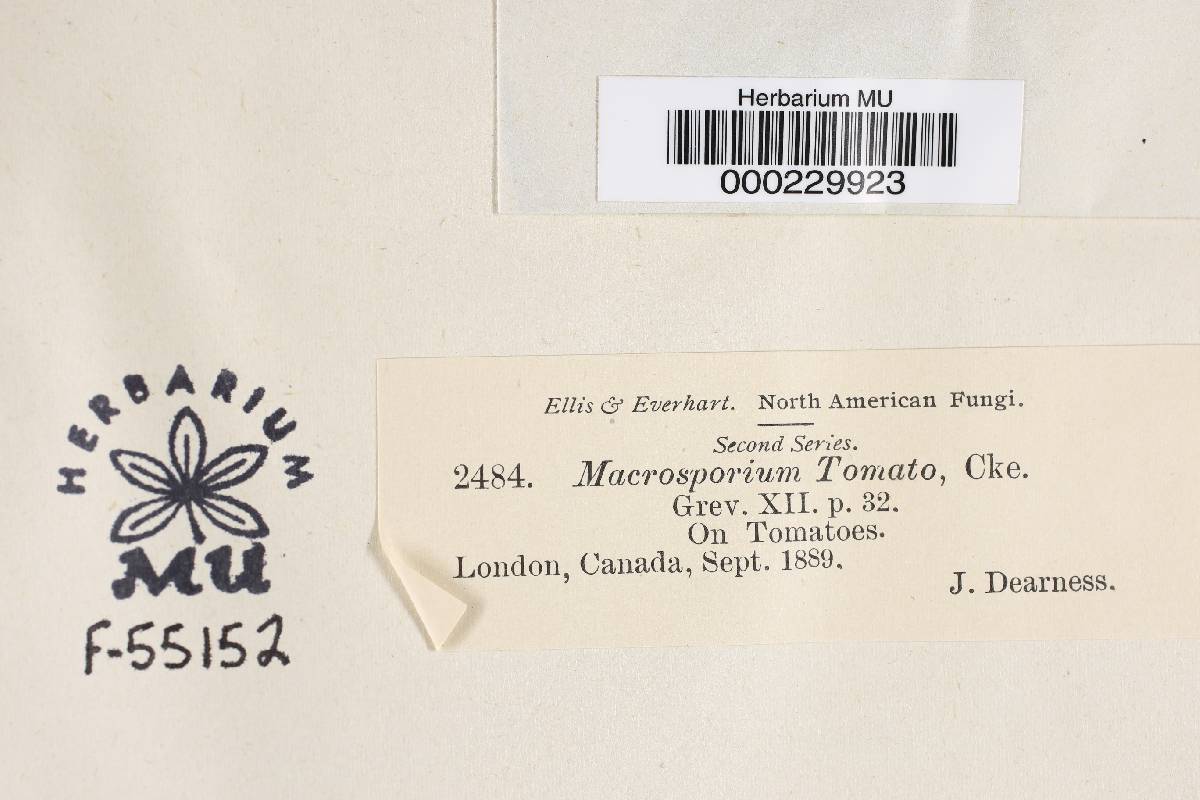 Herbarium MU
000229923
HERBARIUM
MU
F-55152
Ellis & Everhart. North American Fungi.
Second Series.
2484. Macrosporium Tomato, Cke.
Grev. XII. p. 32.
On Tomatoes.
London, Canada, Sept. 1889.
J. Dearness.